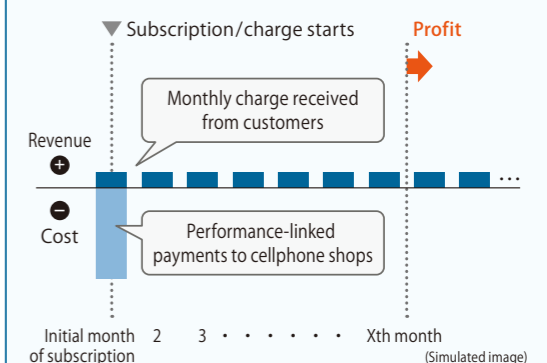 ▼ Subscription/charge starts
Profit
Monthly charge received
from customers
Revenue
+
…
−
Cost
Performance-linked
payments to cellphone shops
Initial month
of subscription
2 3 ・ ・ ・ ・ ・ ・ Xth month
(Simulated image)